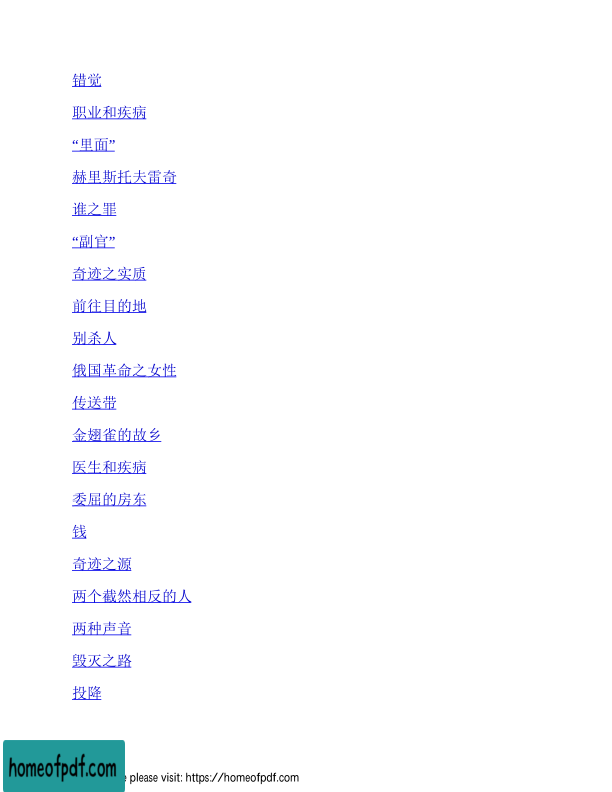 错觉
职业和疾病
“里面”
赫里斯托夫雷奇
谁之罪
“副官”
奇迹之实质
前往目的地
别杀人
俄国革命之女性
传送带
金翅雀的故乡
医生和疾病
委屈的房东
钱
奇迹之源
两个截然相反的人
两种声音
毁灭之路
投降
homeofpdf.com
e please visit: https://homeofpdf.com